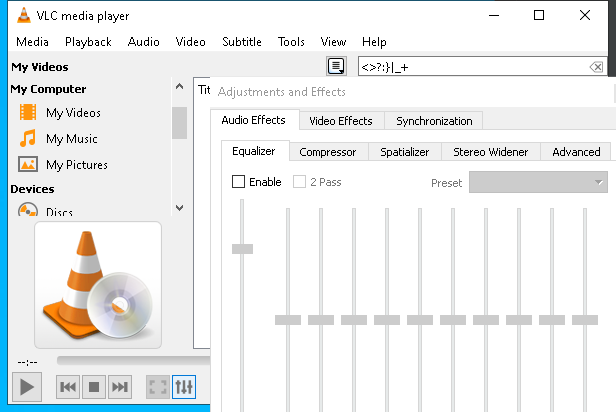 VLC media player
Media Playback Audio Video Subtitle Tools View Help
My Videos
<>?:}|_+
My Computer
My Videos
My Music
My Pictures
Devices
Discs
Tit
Adjustments and Effects
Audio Effects Video Effects Synchronization
Equalizer Compressor Spatializer Stereo Widener Advanced
Enable 2 Pass Preset
--:--